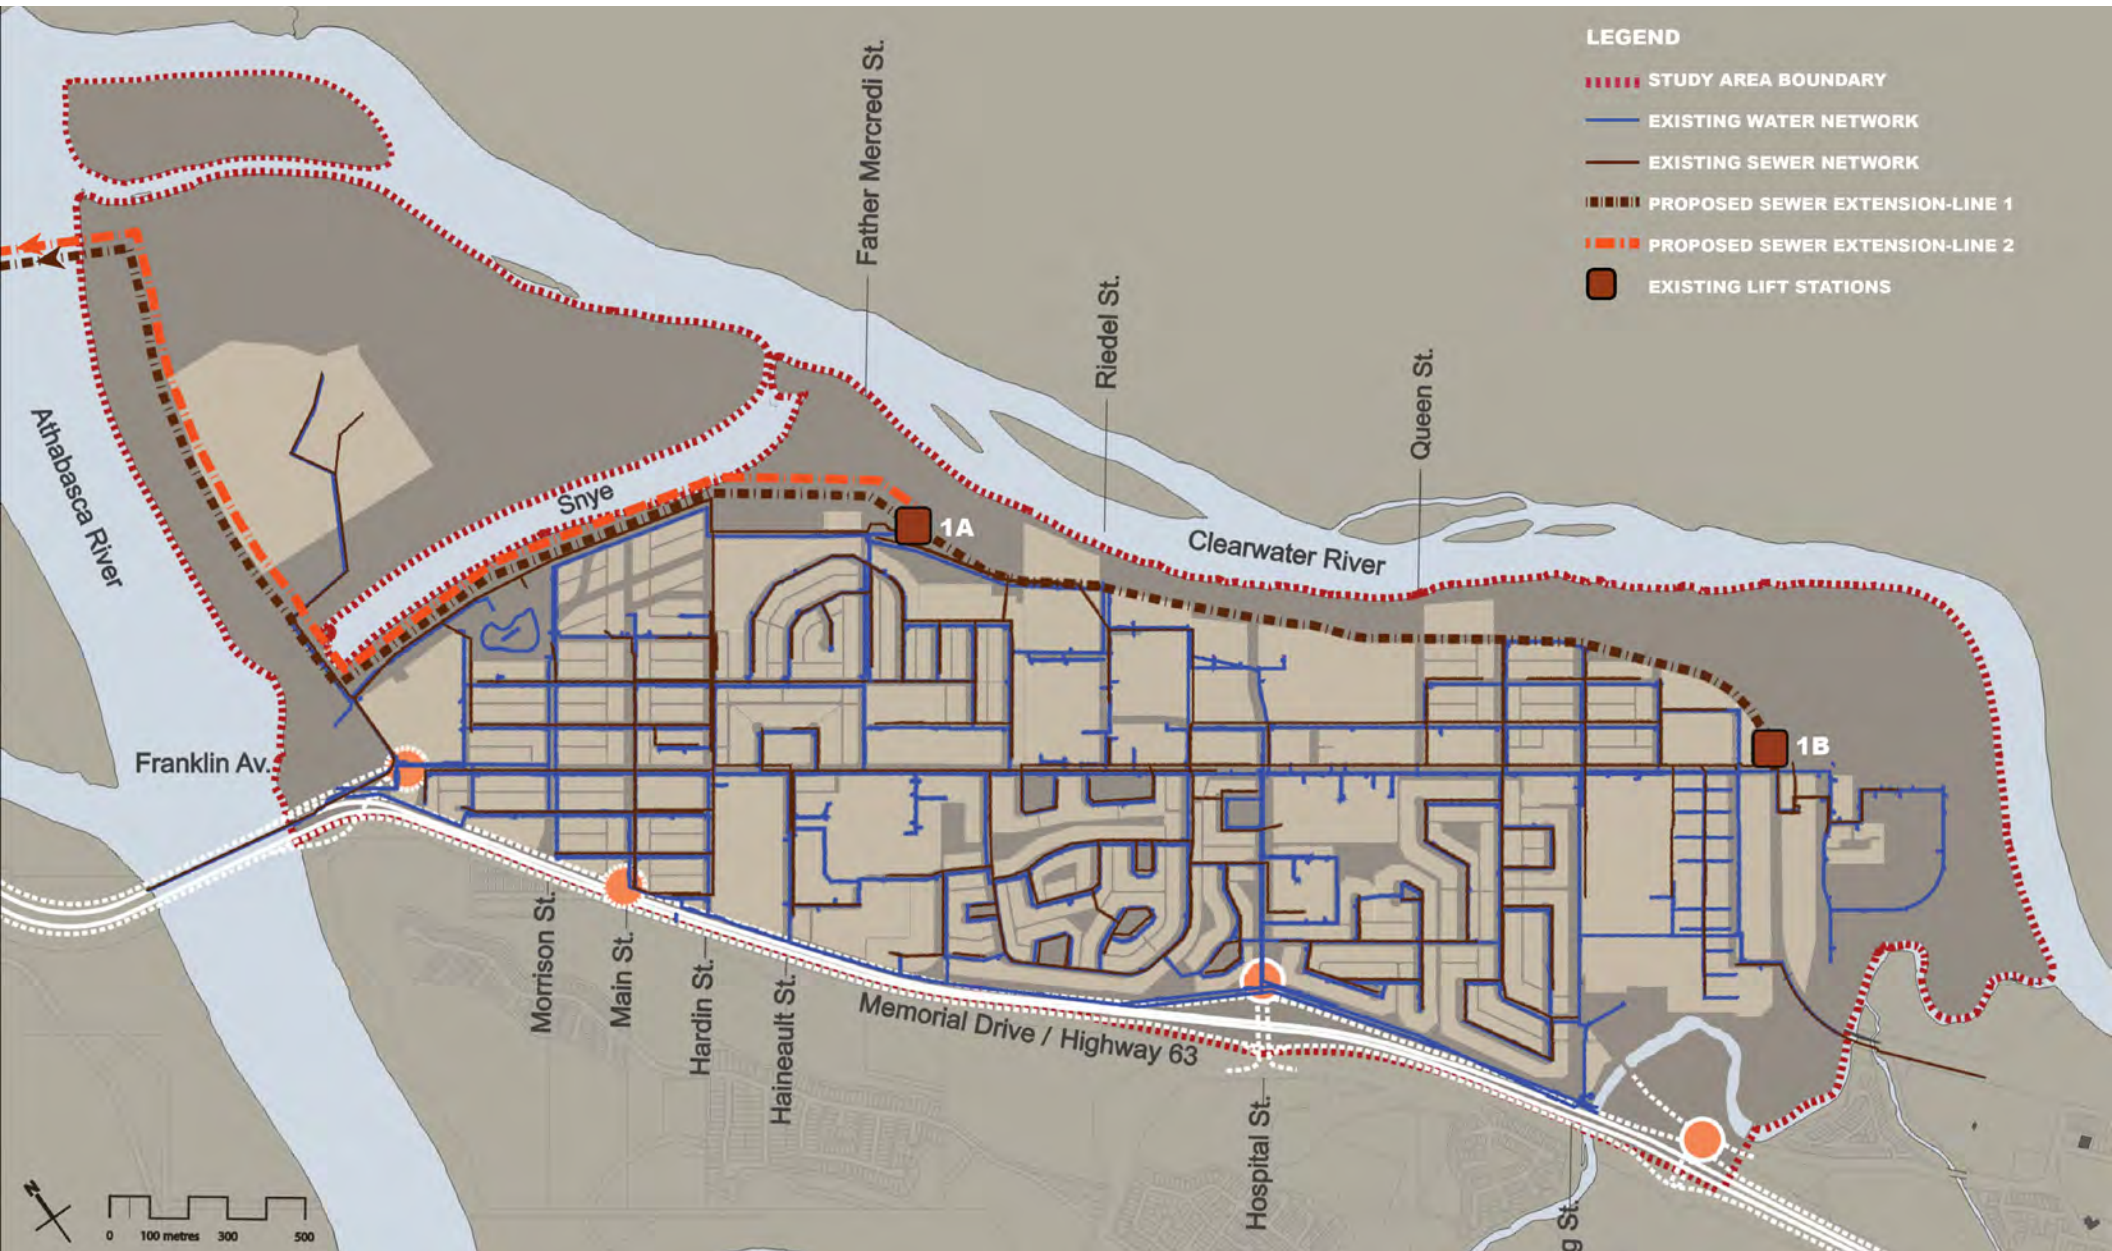 LEGEND
STUDY AREA BOUNDARY
EXISTING WATER NETWORK
EXISTING SEWER NETWORK
PROPOSED SEWER EXTENSION-LINE 1
PROPOSED SEWER EXTENSION-LINE 2
EXISTING LIFT STATIONS
Father Mercredi St.
Riedel St.
Queen St.
Athabasca River
Snye
1A
Clearwater River
1B
Franklin Av.
Morrison St.
Main St.
Hardin St.
Haineault St.
Memorial Drive / Highway 63
Hospital St.
g St.
N
0 100 metres 300 500